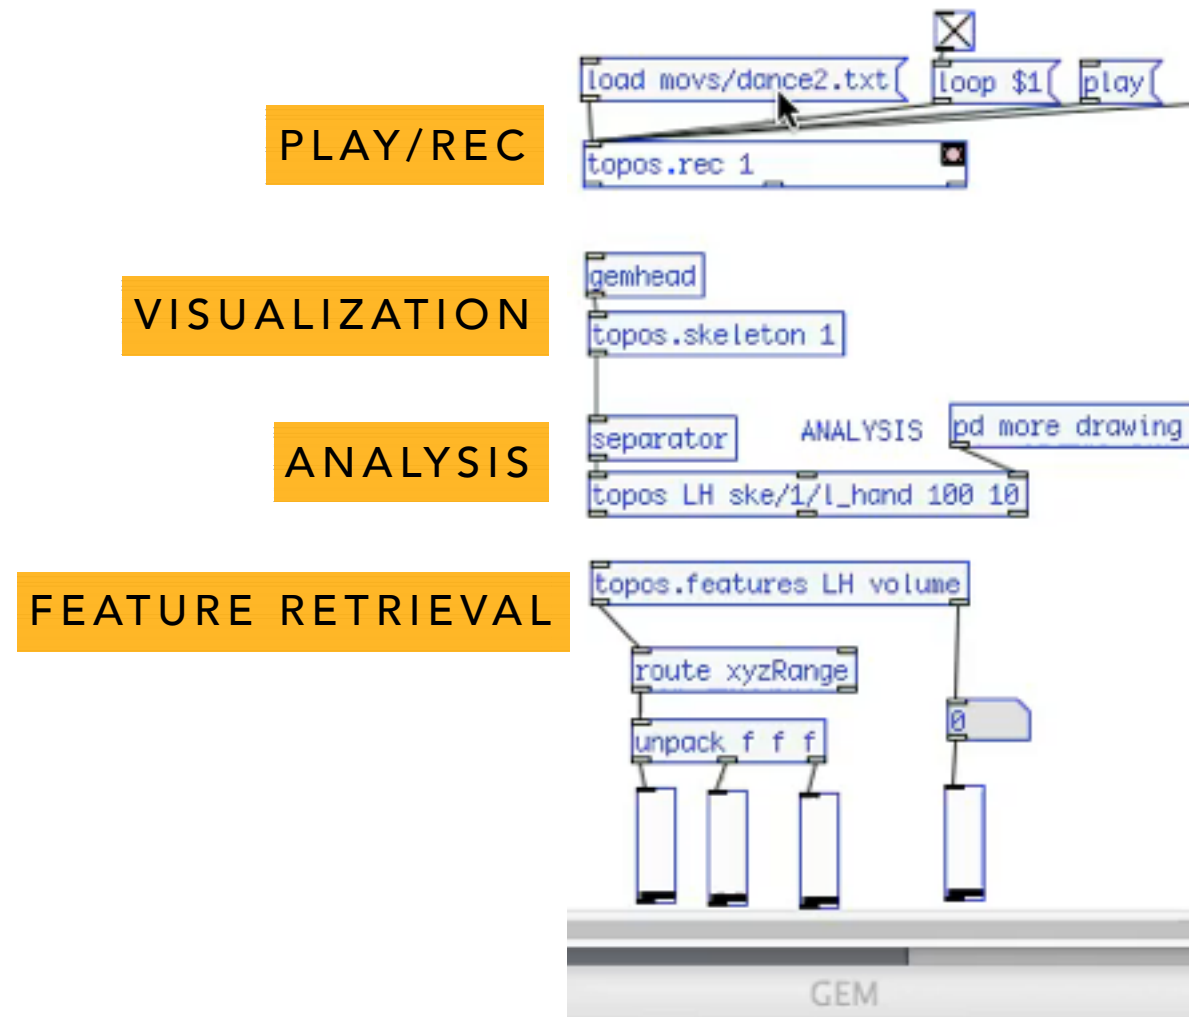 load movs/dance2.txt
loop $1
play
PLAY/REC
topos.rec 1
gemhead
VISUALIZATION
topos.skeleton 1
pd more drawing
ANALYSIS
separator
ANALYSIS
topos LH ske/1/l_hand 100 10
FEATURE RETRIEVAL
topos.features LH volume
route xyzRange
0
unpack f f f
GEM